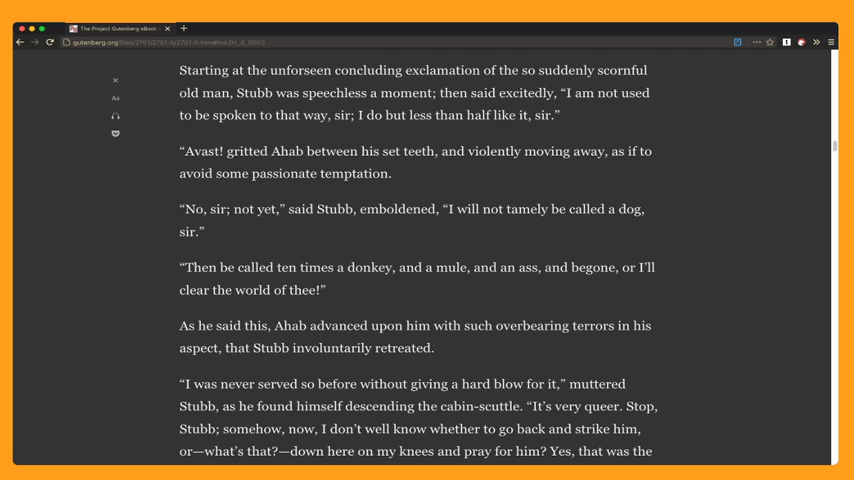 The Project Gutenberg eBook
gutenberg.org/files/2701/2701-h/2701-h.htm#link2H_4_0003
Starting at the unforseen concluding exclamation of the so suddenly scornful
old man, Stubb was speechless a moment; then said excitedly, “I am not used
to be spoken to that way, sir; I do but less than half like it, sir.”
“Avast! gritted Ahab between his set teeth, and violently moving away, as if to
avoid some passionate temptation.
“No, sir; not yet,” said Stubb, emboldened, “I will not tamely be called a dog,
sir.”
“Then be called ten times a donkey, and a mule, and an ass, and begone, or I’ll
clear the world of thee!”
As he said this, Ahab advanced upon him with such overbearing terrors in his
aspect, that Stubb involuntarily retreated.
“I was never served so before without giving a hard blow for it,” muttered
Stubb, as he found himself descending the cabin-scuttle. “It’s very queer. Stop,
Stubb; somehow, now, I don’t well know whether to go back and strike him,
or—what’s that?—down here on my knees and pray for him? Yes, that was the
Aa